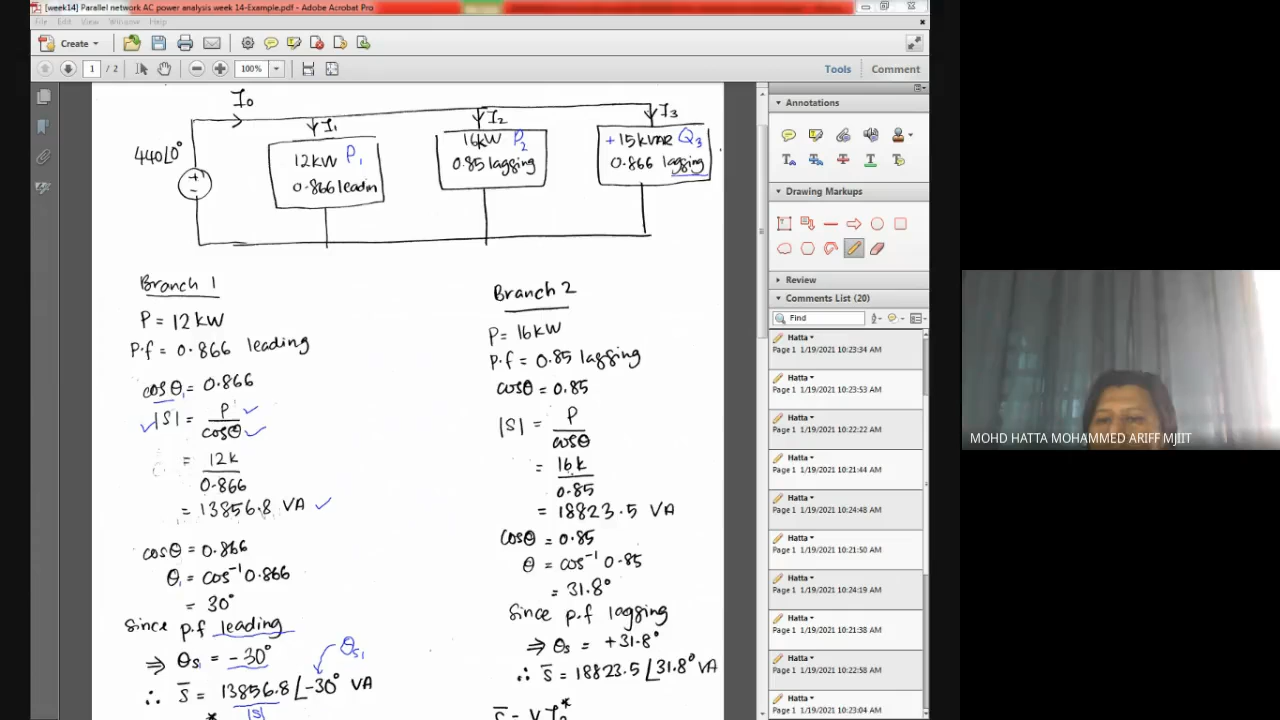 [week14] Parallel network AC power analysis week 14-Example.pdf - Adobe Acrobat Pro
File Edit View Window Help
Create
1 / 2
100%
Tools
Comment
I₀
I₁
I₂
I₃
440∠0°
+
-
12kW P₁
0.866 leadin
16kW P₂
0.85 lagging
+15kVAR Q₃
0.866 lagging
Branch 1
P = 12 kW
P.f = 0.866 leading
cosθ₁ = 0.866
|S| = P / cosθ
= 12k / 0.866
= 13856.8 VA
cosθ = 0.866
θ₁ = cos⁻¹ 0.866
= 30°
Since p.f leading
⇒ θs₁ = -30°
θs₁
∴ S̅ = 13856.8∠-30° VA
|S|
*
Branch 2
P = 16kW
P.f = 0.85 lagging
cosθ = 0.85
|S| = P / cosθ
= 16k / 0.85
= 18823.5 VA
cosθ = 0.85
θ = cos⁻¹ 0.85
= 31.8°
Since p.f lagging
⇒ θs = +31.8°
∴ S̅ = 18823.5∠31.8° VA
Annotations
Drawing Markups
Review
Comments List (20)
Find
Hatta
Page 1 1/19/2021 10:23:34 AM
Hatta
Page 1 1/19/2021 10:23:53 AM
Hatta
Page 1 1/19/2021 10:22:22 AM
Hatta
Page 1 1/19/2021 10:21:44 AM
Hatta
Page 1 1/19/2021 10:24:48 AM
Hatta
Page 1 1/19/2021 10:21:50 AM
Hatta
Page 1 1/19/2021 10:24:19 AM
Hatta
Page 1 1/19/2021 10:21:38 AM
Hatta
Page 1 1/19/2021 10:22:58 AM
Hatta
Page 1 1/19/2021 10:23:04 AM
MOHD HATTA MOHAMMED ARIFF MJIIT